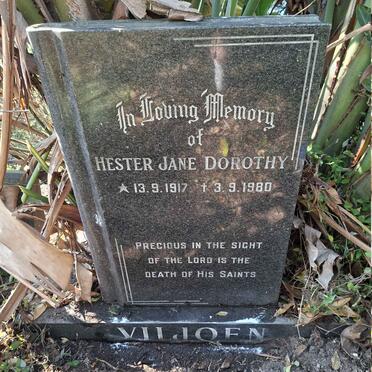 In Loving Memory
of
HESTER JANE DOROTHY
★ 13.9.1917 † 3.9.1980
PRECIOUS IN THE SIGHT
OF THE LORD IS THE
DEATH OF HIS SAINTS
VILJOEN